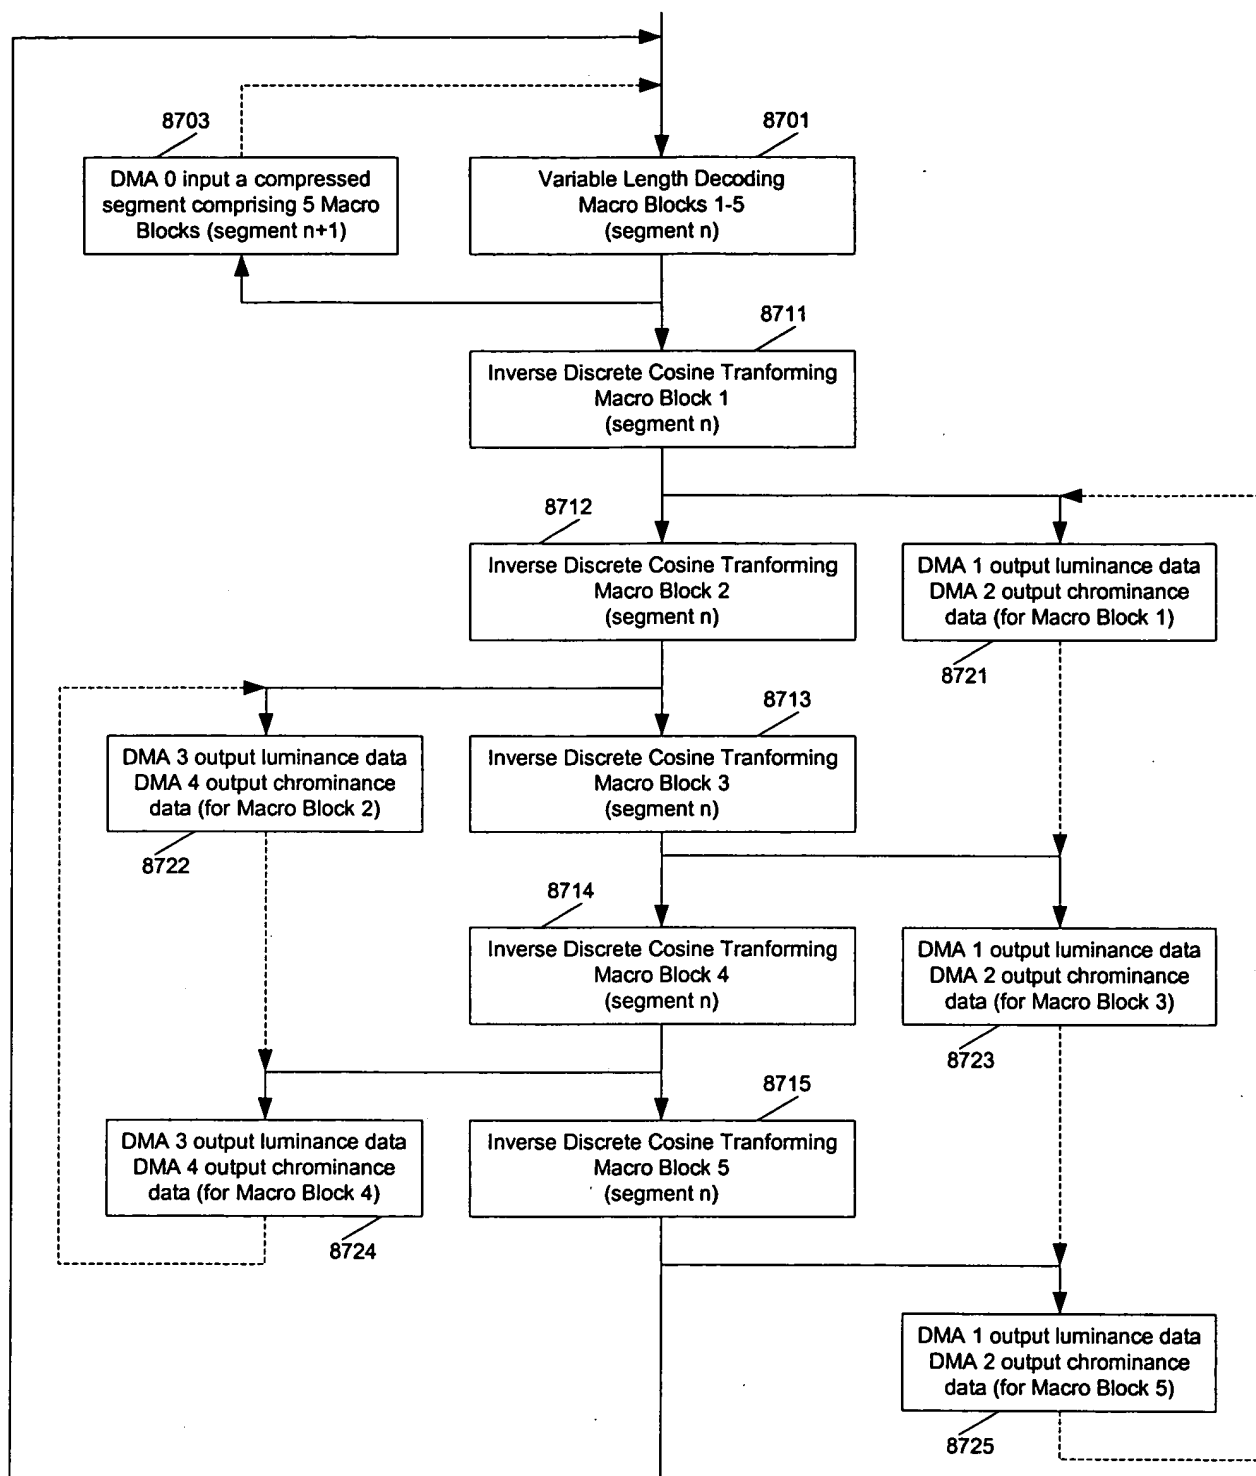 8703
8701
DMA 0 input a compressed
segment comprising 5 Macro
Blocks (segment n+1)
Variable Length Decoding
Macro Blocks 1-5
(segment n)
8711
Inverse Discrete Cosine Tranforming
Macro Block 1
(segment n)
8712
Inverse Discrete Cosine Tranforming
Macro Block 2
(segment n)
DMA 1 output luminance data
DMA 2 output chrominance
data (for Macro Block 1)
8721
8713
DMA 3 output luminance data
DMA 4 output chrominance
data (for Macro Block 2)
8722
Inverse Discrete Cosine Tranforming
Macro Block 3
(segment n)
8714
Inverse Discrete Cosine Tranforming
Macro Block 4
(segment n)
DMA 1 output luminance data
DMA 2 output chrominance
data (for Macro Block 3)
8723
8715
DMA 3 output luminance data
DMA 4 output chrominance
data (for Macro Block 4)
8724
Inverse Discrete Cosine Tranforming
Macro Block 5
(segment n)
DMA 1 output luminance data
DMA 2 output chrominance
data (for Macro Block 5)
8725